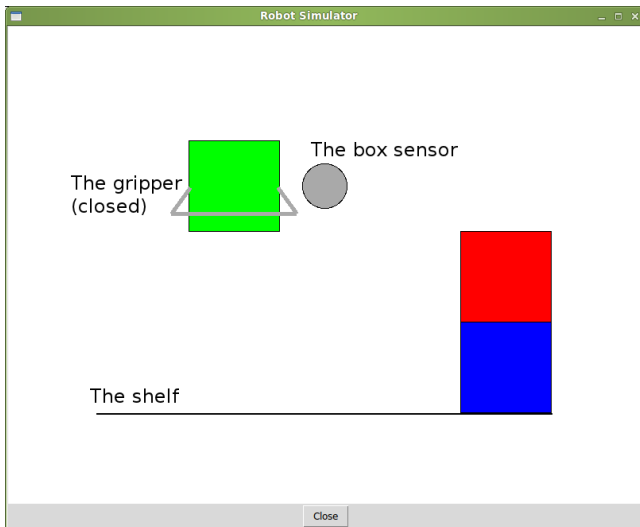 Robot Simulator
The box sensor
The gripper
(closed)
The shelf
Close